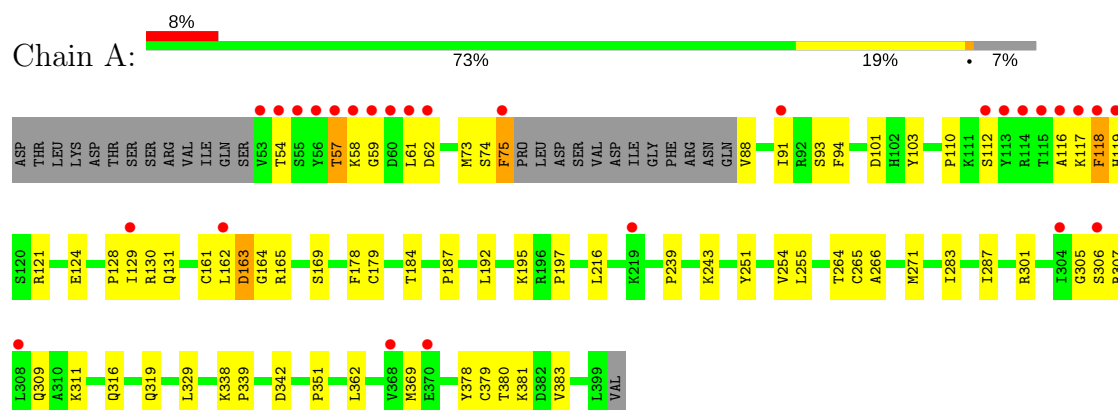 8%
Chain A:
73% 19% • 7%
ASP THR LEU LYS ASP THR SER SER ARG VAL ILE GLN SER V53 T54 S55 Y56 T57 K58 G59 D60 L61 D62 M73 S74 F75 PRO LEU ASP SER VAL ASP ILE GLY PHE ARG ASN GLN V88 I91 R92 S93 F94 D101 H102 Y103 P110 K111 S112 Y113 R114 T115 A116 K117 F118 H119
S120 R121 E124 P128 I129 R130 Q131 C161 L162 D163 G164 R165 S169 F178 C179 T184 P187 L192 K195 R196 P197 L216 K219 P239 K243 Y251 V254 L255 T264 C265 A266 M271 I283 I287 R301 I304 G305 S306
L308 Q309 A310 K311 Q316 Q319 L329 K338 P339 D342 P351 L362 V368 M369 E370 Y378 C379 T380 K381 D382 V383 L399 VAL